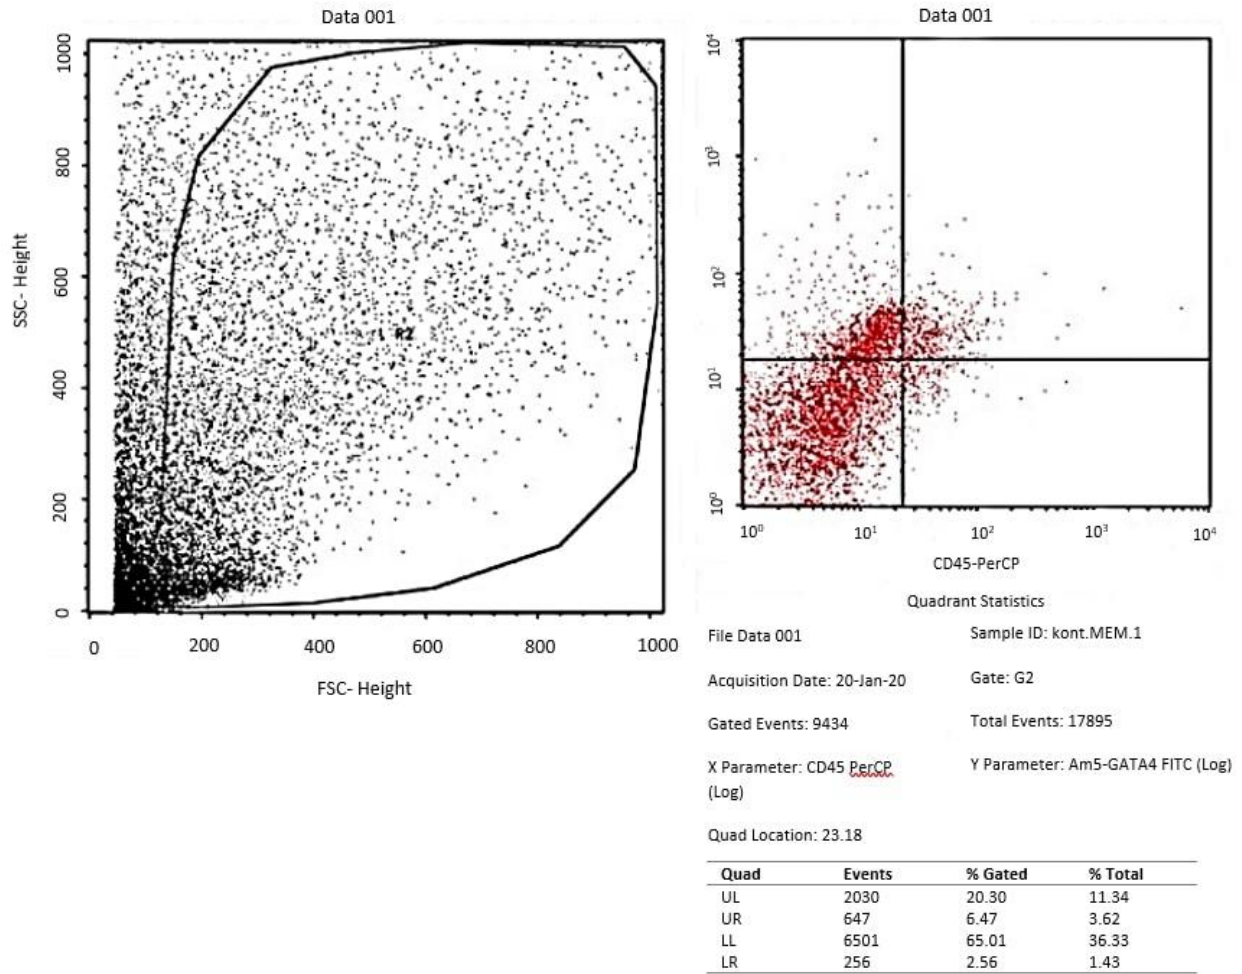 Data 001
SSC- Height
1000
800
600
400
200
0
R2
0 200 400 600 800 1000
FSC- Height
Data 001
10⁴
10³
10²
10¹
10⁰
10⁰ 10¹ 10² 10³ 10⁴
CD45-PerCP
Quadrant Statistics
File Data 001 Sample ID: kont.MEM.1
Acquisition Date: 20-Jan-20 Gate: G2
Gated Events: 9434 Total Events: 17895
X Parameter: CD45 PerCP Y Parameter: Am5-GATA4 FITC (Log)
(Log)
Quad Location: 23.18
Quad Events % Gated % Total
UL 2030 20.30 11.34
UR 647 6.47 3.62
LL 6501 65.01 36.33
LR 256 2.56 1.43